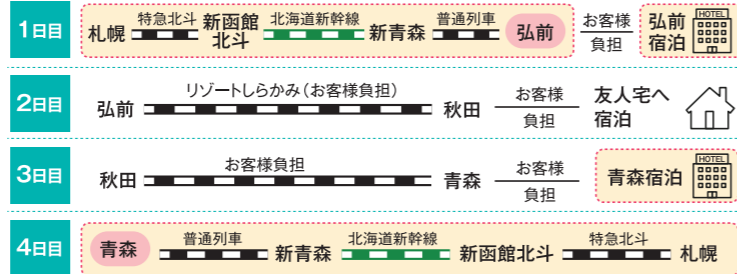 1日目
札幌
特急北斗
新函館
北斗
北海道新幹線
新青森
普通列車
弘前
お客様
負担
弘前
宿泊
HOTEL
2日目
弘前
リゾートしらかみ(お客様負担)
秋田
お客様
負担
友人宅へ
宿泊
3日目
秋田
お客様負担
青森
お客様
負担
青森宿泊
HOTEL
4日目
青森
普通列車
新青森
北海道新幹線
新函館北斗
特急北斗
札幌